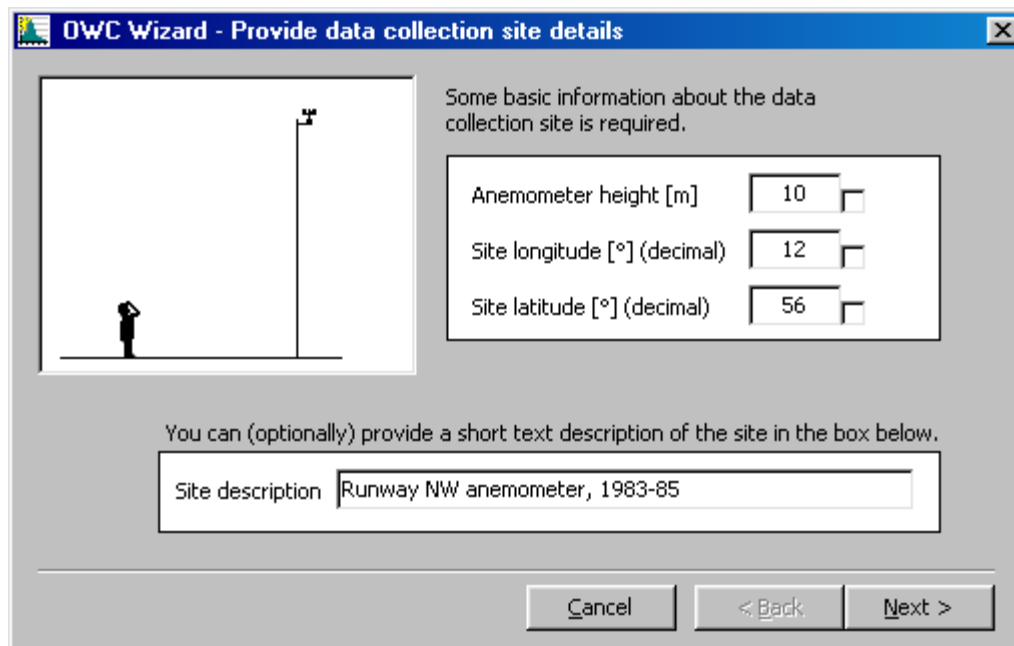 OWC Wizard - Provide data collection site details
Some basic information about the data
collection site is required.
Anemometer height [m] 10
Site longitude [°] (decimal) 12
Site latitude [°] (decimal) 56
You can (optionally) provide a short text description of the site in the box below.
Site description Runway NW anemometer, 1983-85
Cancel < Back Next >